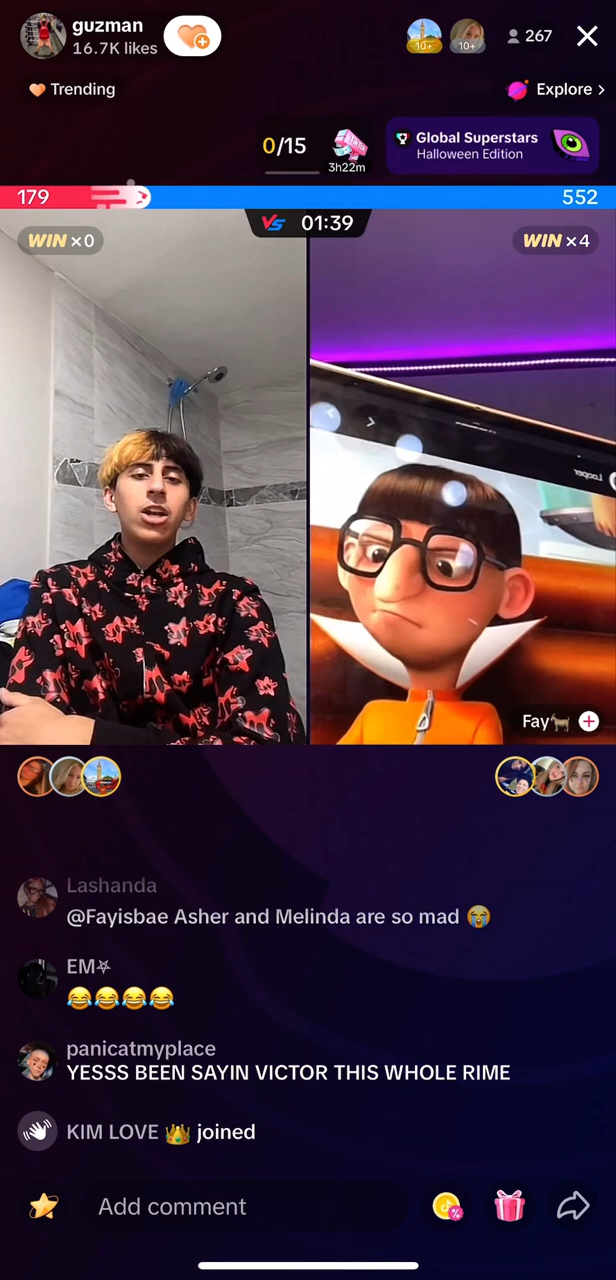 guzman
16.7K likes
10+
10+
267
Trending
Explore >
0/15
3h22m
Global Superstars
Halloween Edition
179
552
VS 01:39
WIN ×0
WIN ×4
Looper
Fay🐐
Lashanda
@Fayisbae Asher and Melinda are so mad 😭
EM⛧
😂😂😂😂
panicatmyplace
YESSS BEEN SAYIN VICTOR THIS WHOLE RIME
KIM LOVE 👑 joined
Add comment